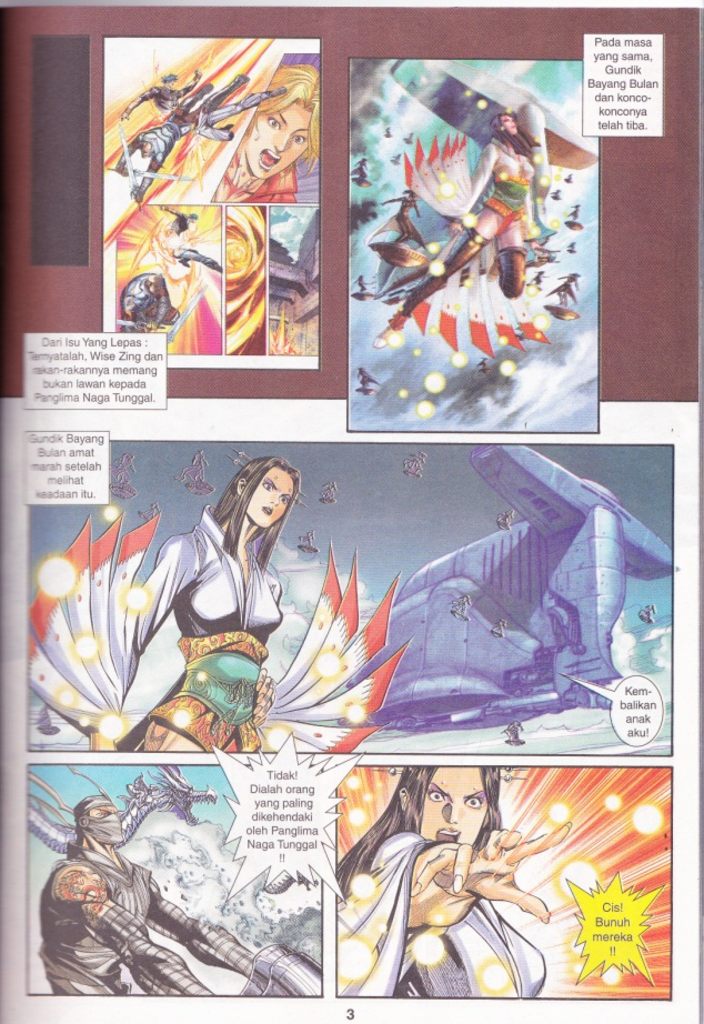 Pada masa
yang sama,
Gundik
Bayang Bulan
dan konco-
konconya
telah tiba.
Dari Isu Yang Lepas :
Ternyatalah, Wise Zing dan
rakan-rakannya memang
bukan lawan kepada
Panglima Naga Tunggal.
Gundik Bayang
Bulan amat
marah setelah
melihat
keadaan itu.
Kem-
balikan
anak
aku!
Tidak!
Dialah orang
yang paling
dikehendaki
oleh Panglima
Naga Tunggal
!!
Cis!
Bunuh
mereka
!!
3